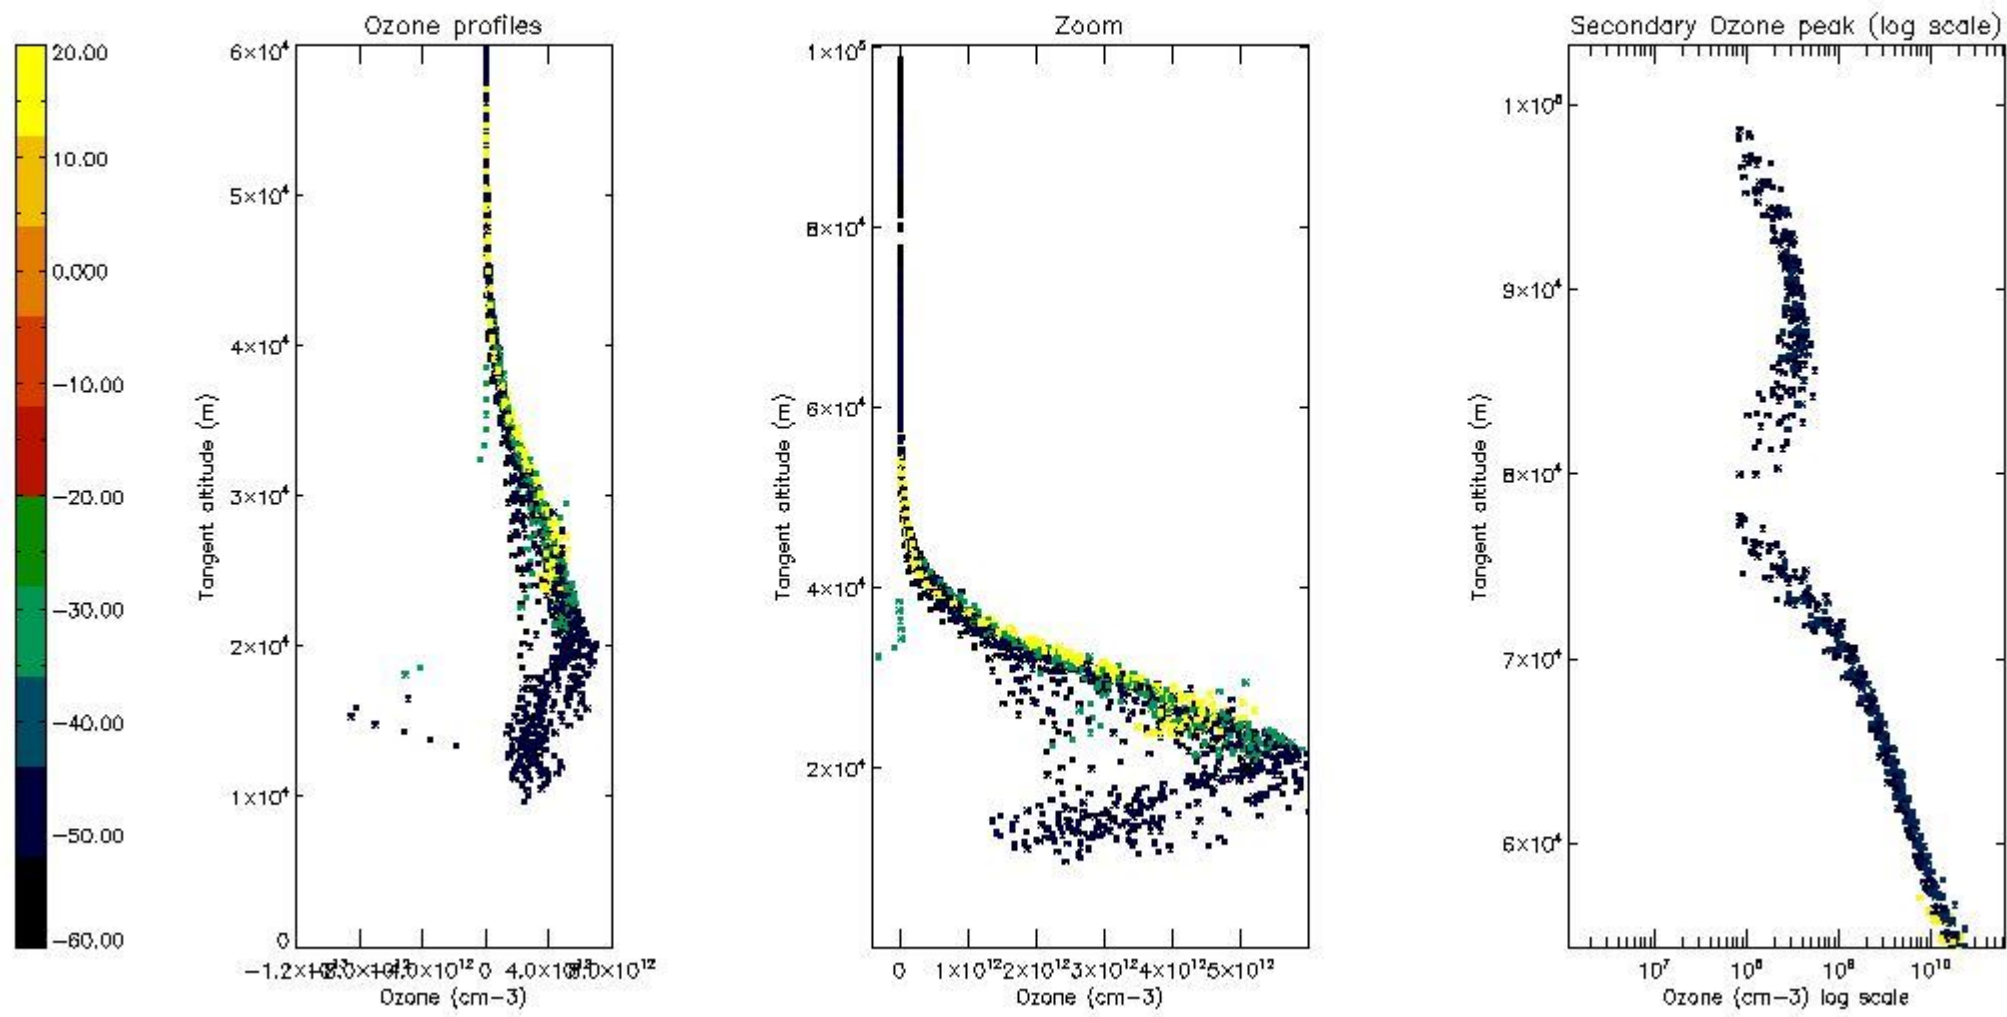 Ozone profiles
Zoom
Secondary Ozone peak (log scale)
20.00
10.00
0.000
−10.00
−20.00
−30.00
−40.00
−50.00
−60.00
Tangent altitude (m)
6×10⁴
5×10⁴
4×10⁴
3×10⁴
2×10⁴
1×10⁴
0
0
Ozone (cm−3)
Tangent altitude (m)
1×10⁵
8×10⁴
6×10⁴
4×10⁴
2×10⁴
0 1×10¹² 2×10¹² 3×10¹² 4×10¹² 5×10¹²
Ozone (cm−3)
Tangent altitude (m)
9×10⁴
8×10⁴
7×10⁴
6×10⁴
10⁷ 10⁸ 10⁹ 10¹⁰
Ozone (cm−3) log scale